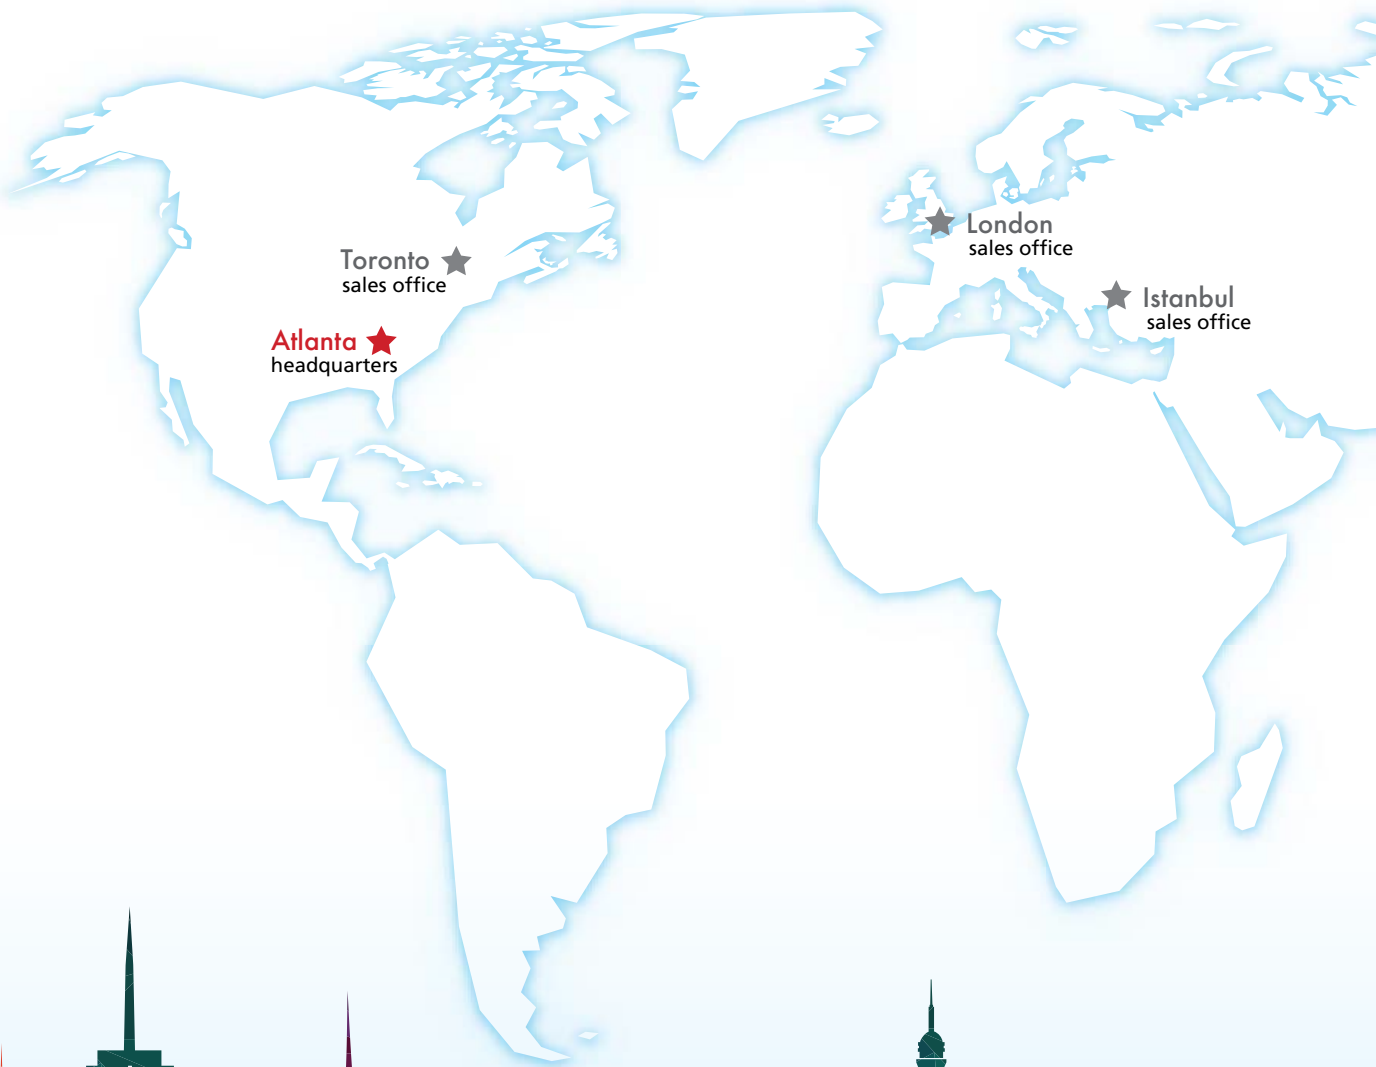 London
sales office
Toronto
sales office
Istanbul
sales office
Atlanta
headquarters